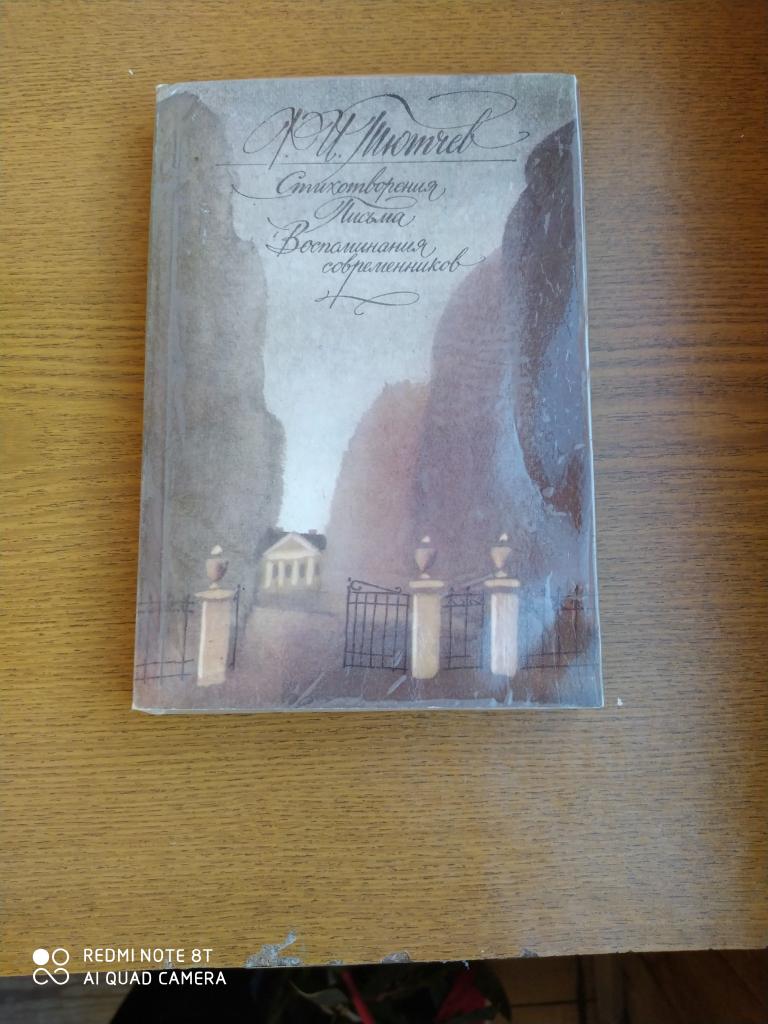 Ф. И. Тютчев
Стихотворения
Письма
Воспоминания
современников
REDMI NOTE 8T
AI QUAD CAMERA